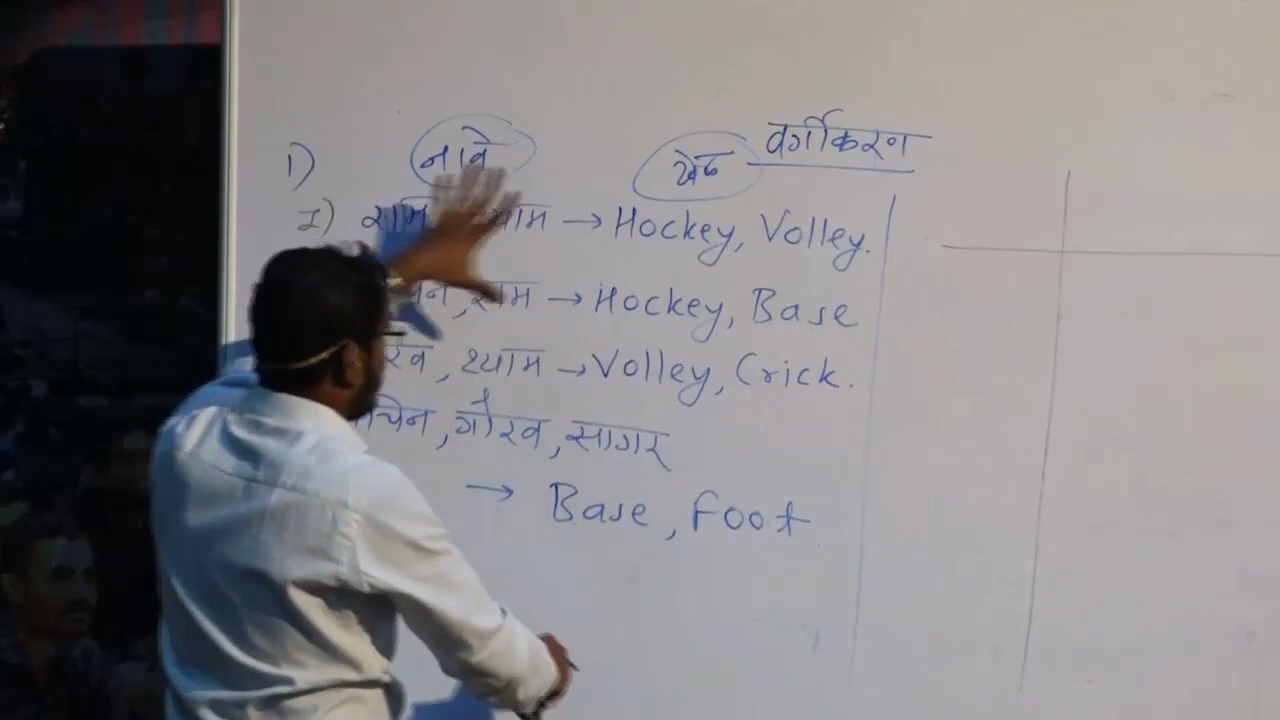 वर्गीकरण
1) नावे खेळ
I) राम श्याम → Hockey, Volley.
राम → Hockey, Base
श्याम → Volley, Crick.
गौरव, सागर
→ Base, Foot